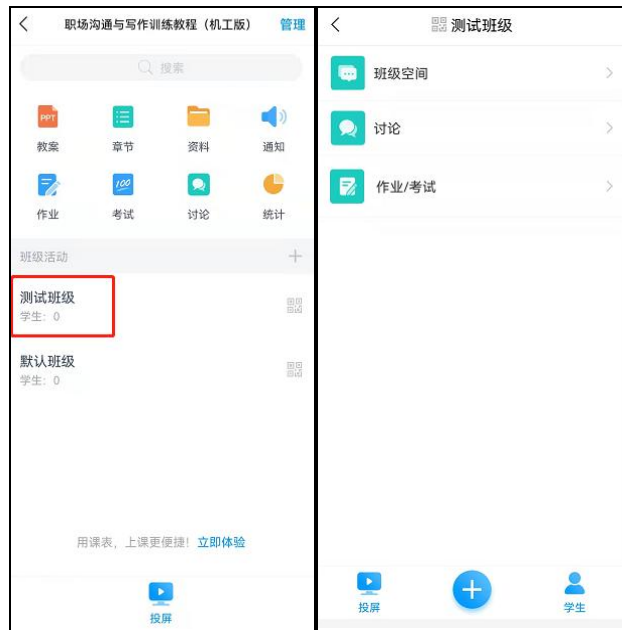 职场沟通与写作训练教程（机工版） 管理
搜索
PPT
教案 章节 资料 通知
100
作业 考试 讨论 统计
班级活动
测试班级
学生：0
默认班级
学生：0
用课表，上课更便捷！立即体验
投屏
测试班级
班级空间
讨论
作业/考试
投屏 学生